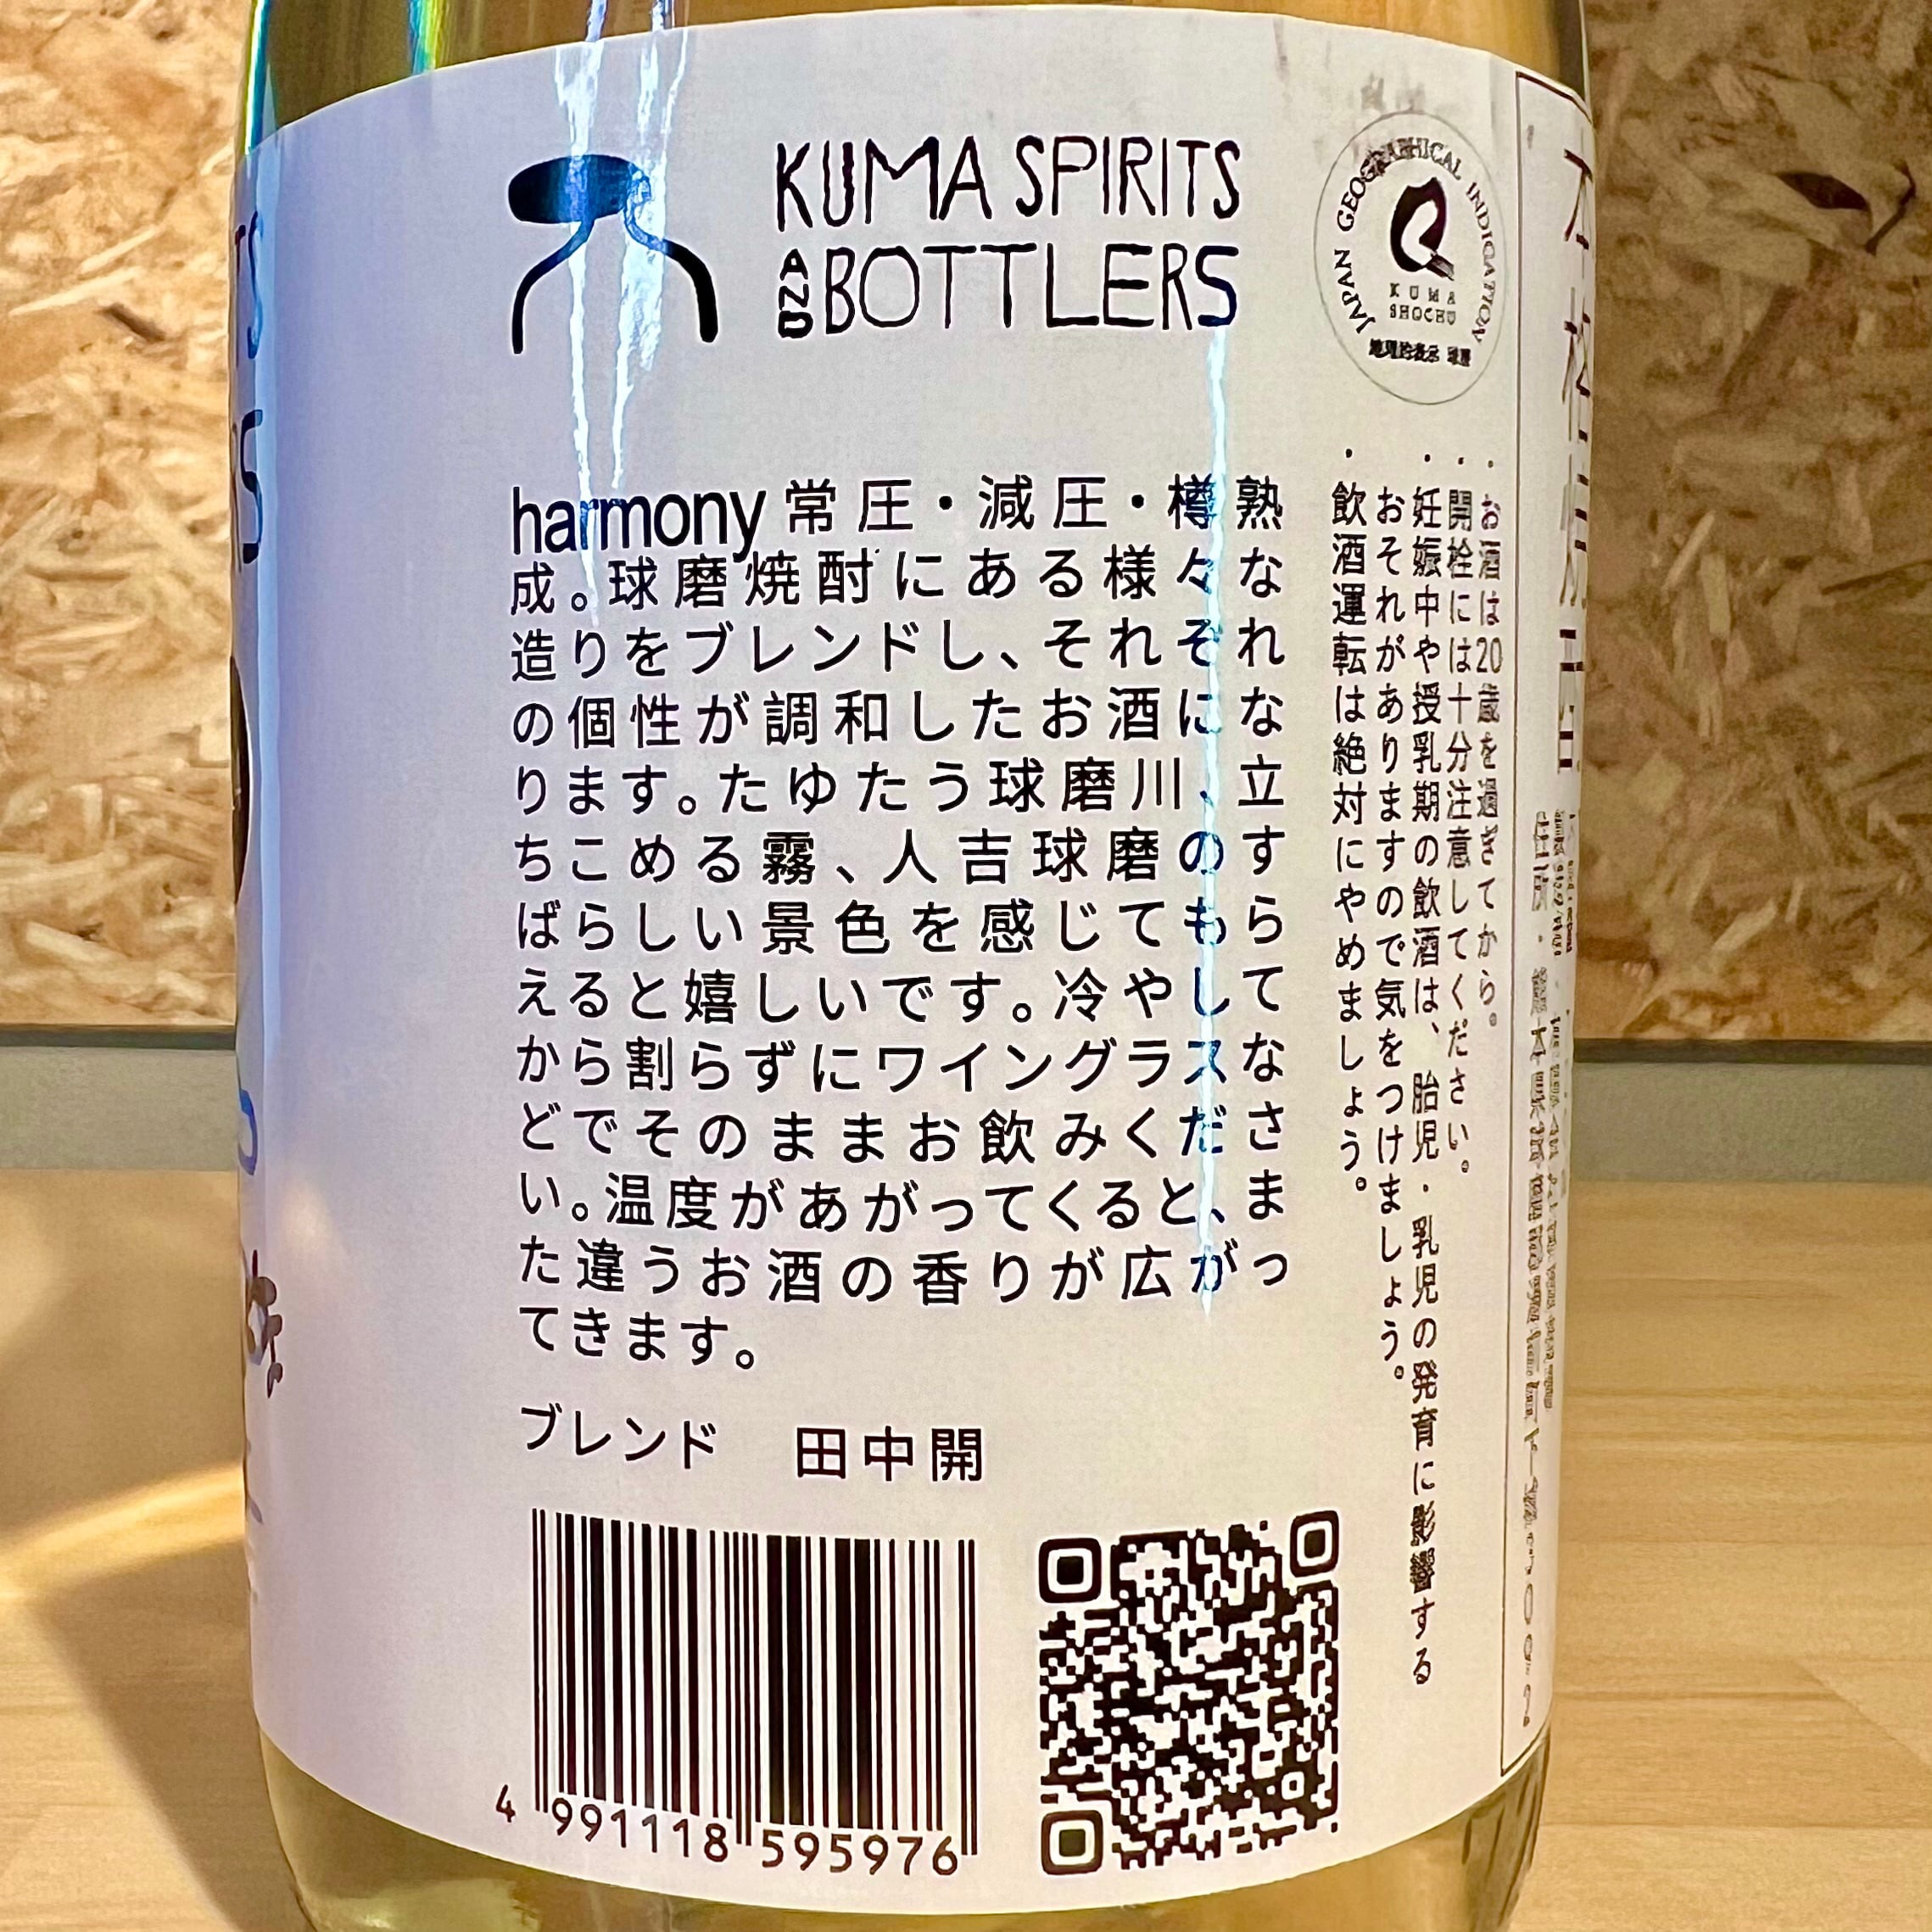 KUMA SPIRITS
AND BOTTLERS
JAPAN GEOGRAPHICAL INDICATION
KUMA
SHOCHU
地理的表示 球磨
harmony 常圧・減圧・樽熟
成。球磨焼酎にある様々な
造りをブレンドし、それぞれ
の個性が調和したお酒にな
ります。たゆたう球磨川、立
ちこめる霧、人吉球磨のす
ばらしい景色を感じてもら
えると嬉しいです。冷やして
から割らずにワイングラスな
どでそのままお飲みくださ
い。温度があがってくると、ま
た違うお酒の香りが広がっ
てきます。
ブレンド 田中開
4 991118 595976
・お酒は20歳を過ぎてから。
・開栓には十分注意してください。
・妊娠中や授乳期の飲酒は、胎児・乳児の発育に影響する
おそれがありますので気をつけましょう。
・飲酒運転は絶対にやめましょう。